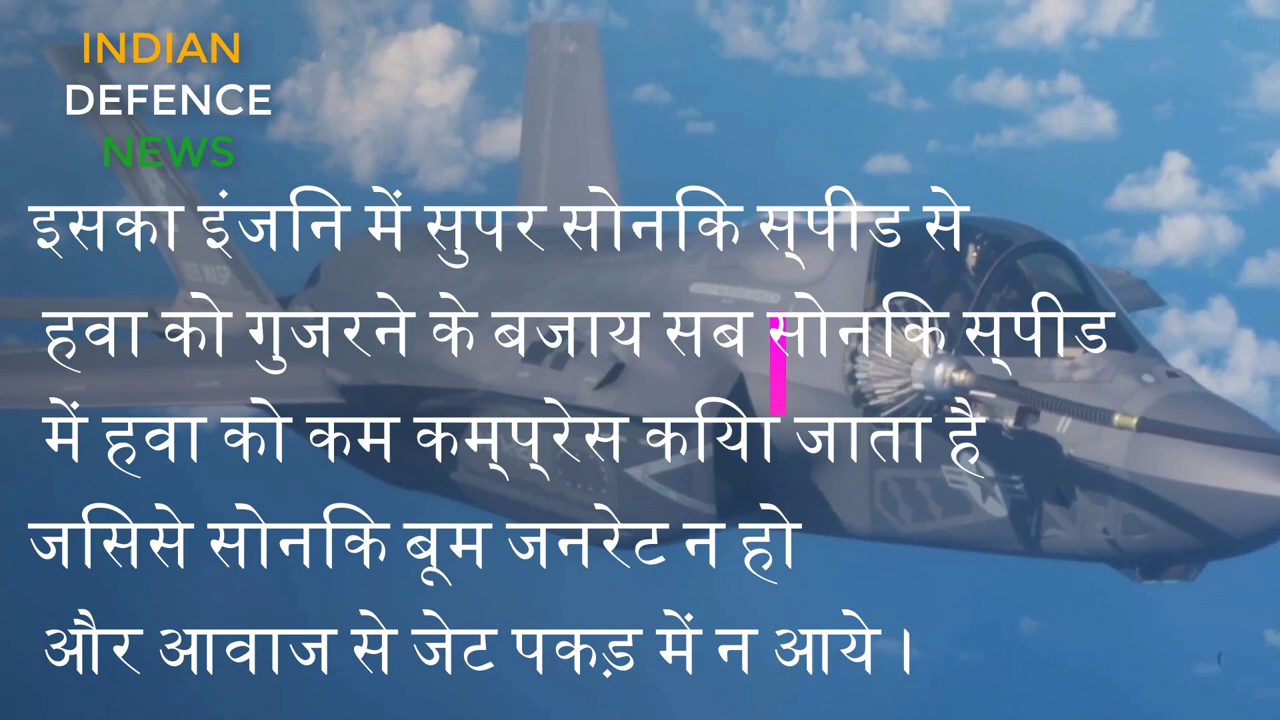 INDIAN
DEFENCE
NEWS
इसका इंजनि में सुपर सोनकि स्पीड से
हवा को गुजरने के बजाय सब सोनकि स्पीड
में हवा को कम कम्प्रेस कयिा जाता है
जसिसे सोनकि बूम जनरेट न हो
और आवाज से जेट पकड़ में न आये।